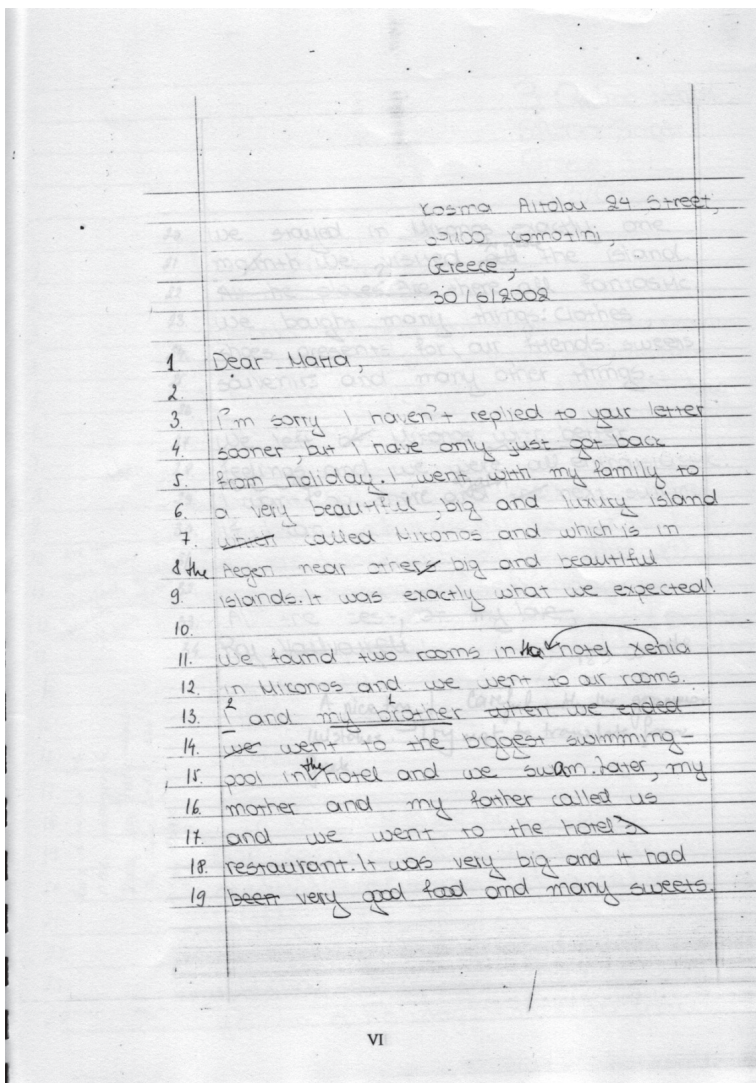 Kosma Aitolou 24 Street,
Komotini,
Greece,
30/6/2002
1 Dear Maria,
2.
3. I'm sorry I haven't replied to your letter
4. sooner, but I have only just got back
5. from holiday. I went with my family to
6. a very beautiful, big and luxury island
7. which called Mikonos and which is in
8 the Aegen near others big and beautiful
9. islands. It was exactly what we expected!
10.
11. We found two rooms in the hotel Xenia
12. in Mikonos and we went to our rooms.
13. 2 I and my brother when we ended
14. we went to the biggest swimming-
15. pool in the hotel and we swam. Later, my
16. mother and my father called us
17. and we went to the hotel's
18. restaurant. It was very big and it had
19 been very good food and many sweets.
VI